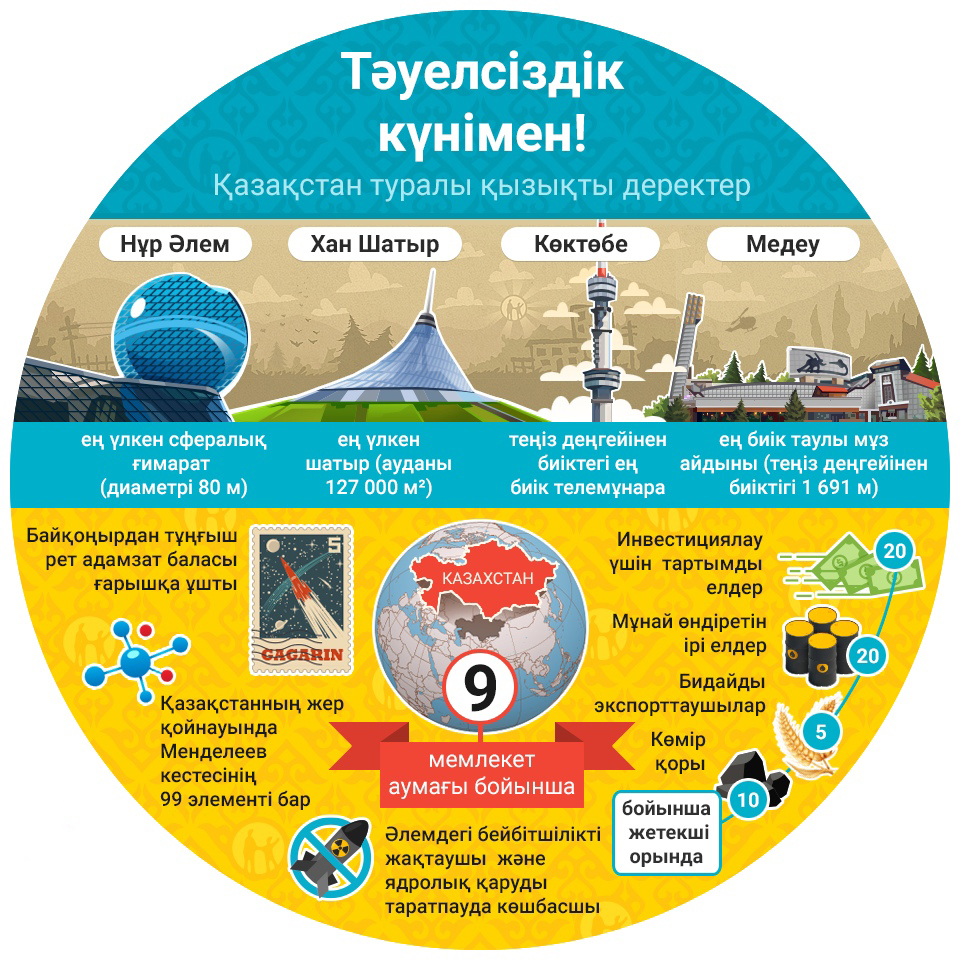 Тәуелсіздік
күнімен!
Қазақстан туралы қызықты деректер
Нұр Әлем
Хан Шатыр
Көктөбе
Медеу
ең үлкен сфералық
ғимарат
(диаметрі 80 м)
ең үлкен
шатыр (ауданы
127 000 м²)
теңіз деңгейінен
биіктегі ең
биік телемұнара
ең биік таулы мұз
айдыны (теңіз деңгейінен
биіктігі 1 691 м)
Байқоңырдан тұңғыш
рет адамзат баласы
ғарышқа ұшты
5
GAGARIN
Қазақстанның жер
қойнауында
Менделеев
кестесінің
99 элементі бар
КАЗАХСТАН
9
мемлекет
аумағы бойынша
Әлемдегі бейбітшілікті
жақтаушы және
ядролық қаруды
таратпауда көшбасшы
Инвестициялау
үшін тартымды
елдер
20
Мұнай өндіретін
ірі елдер
20
Бидайды
экспорттаушылар
5
Көмір
қоры
10
бойынша
жетекші
орында